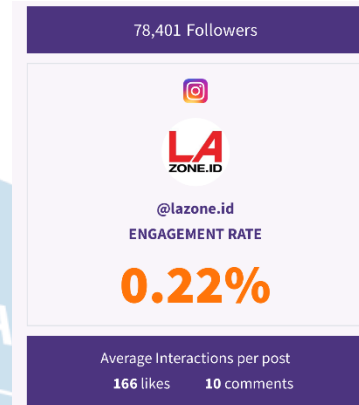 78,401 Followers
LA
ZONE.ID
@lazone.id
ENGAGEMENT RATE
0.22%
Average Interactions per post
166 likes 10 comments